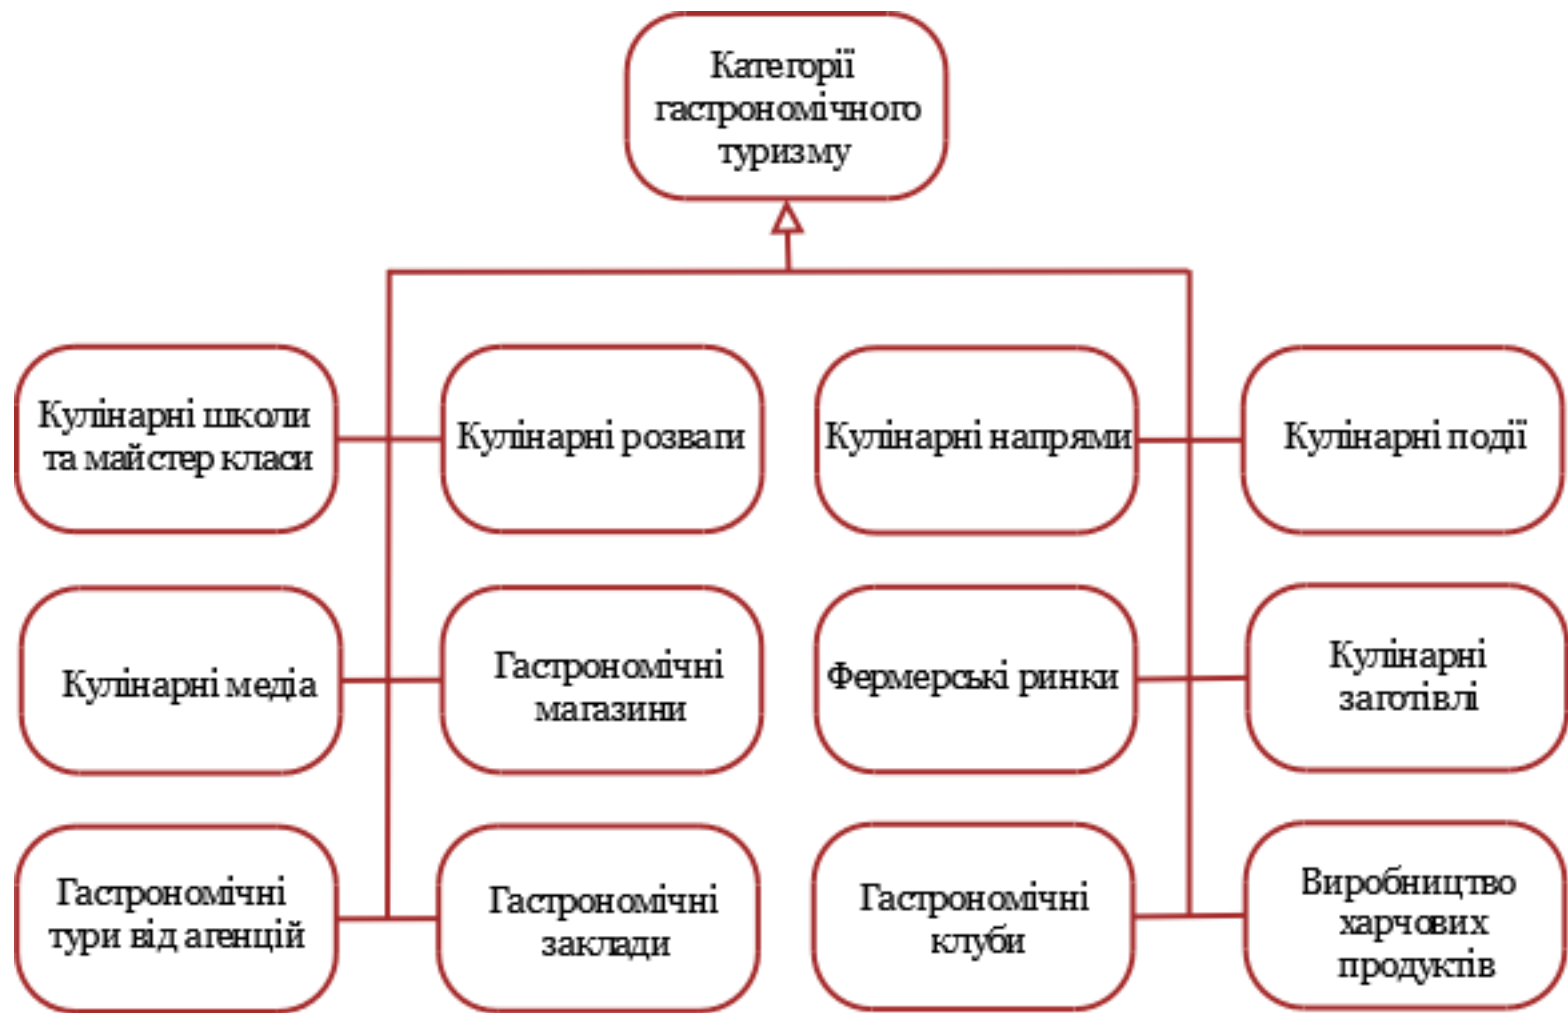 Категорії
гастрономічного
туризму
Кулінарні школи
та майстер класи
Кулінарні розваги
Кулінарні напрями
Кулінарні події
Кулінарні медіа
Гастрономічні
магазини
Фермерські ринки
Кулінарні
заготівлі
Гастрономічні
тури від агенцій
Гастрономічні
заклади
Гастрономічні
клуби
Виробництво
харчових
продуктів